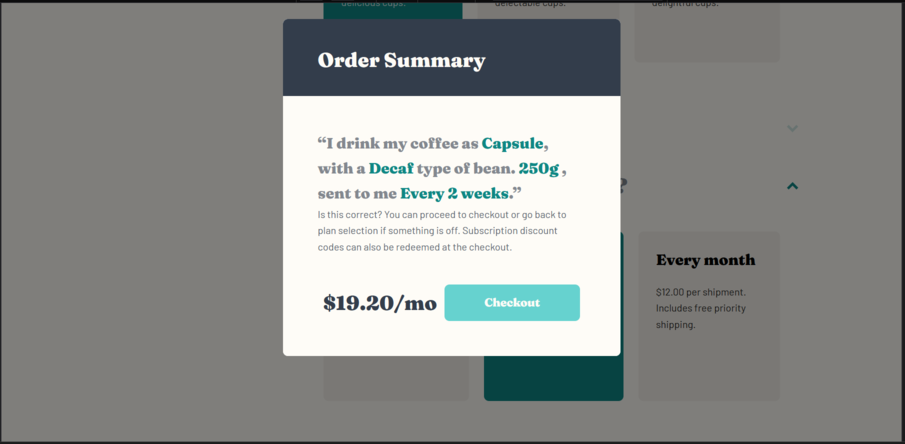 delicious cups.
delectable cups.
delightful cups.
Order Summary
“I drink my coffee as Capsule,
with a Decaf type of bean. 250g ,
sent to me Every 2 weeks.”
Is this correct? You can proceed to checkout or go back to
plan selection if something is off. Subscription discount
codes can also be redeemed at the checkout.
$19.20/mo
Checkout
?
Every month
$12.00 per shipment.
Includes free priority
shipping.